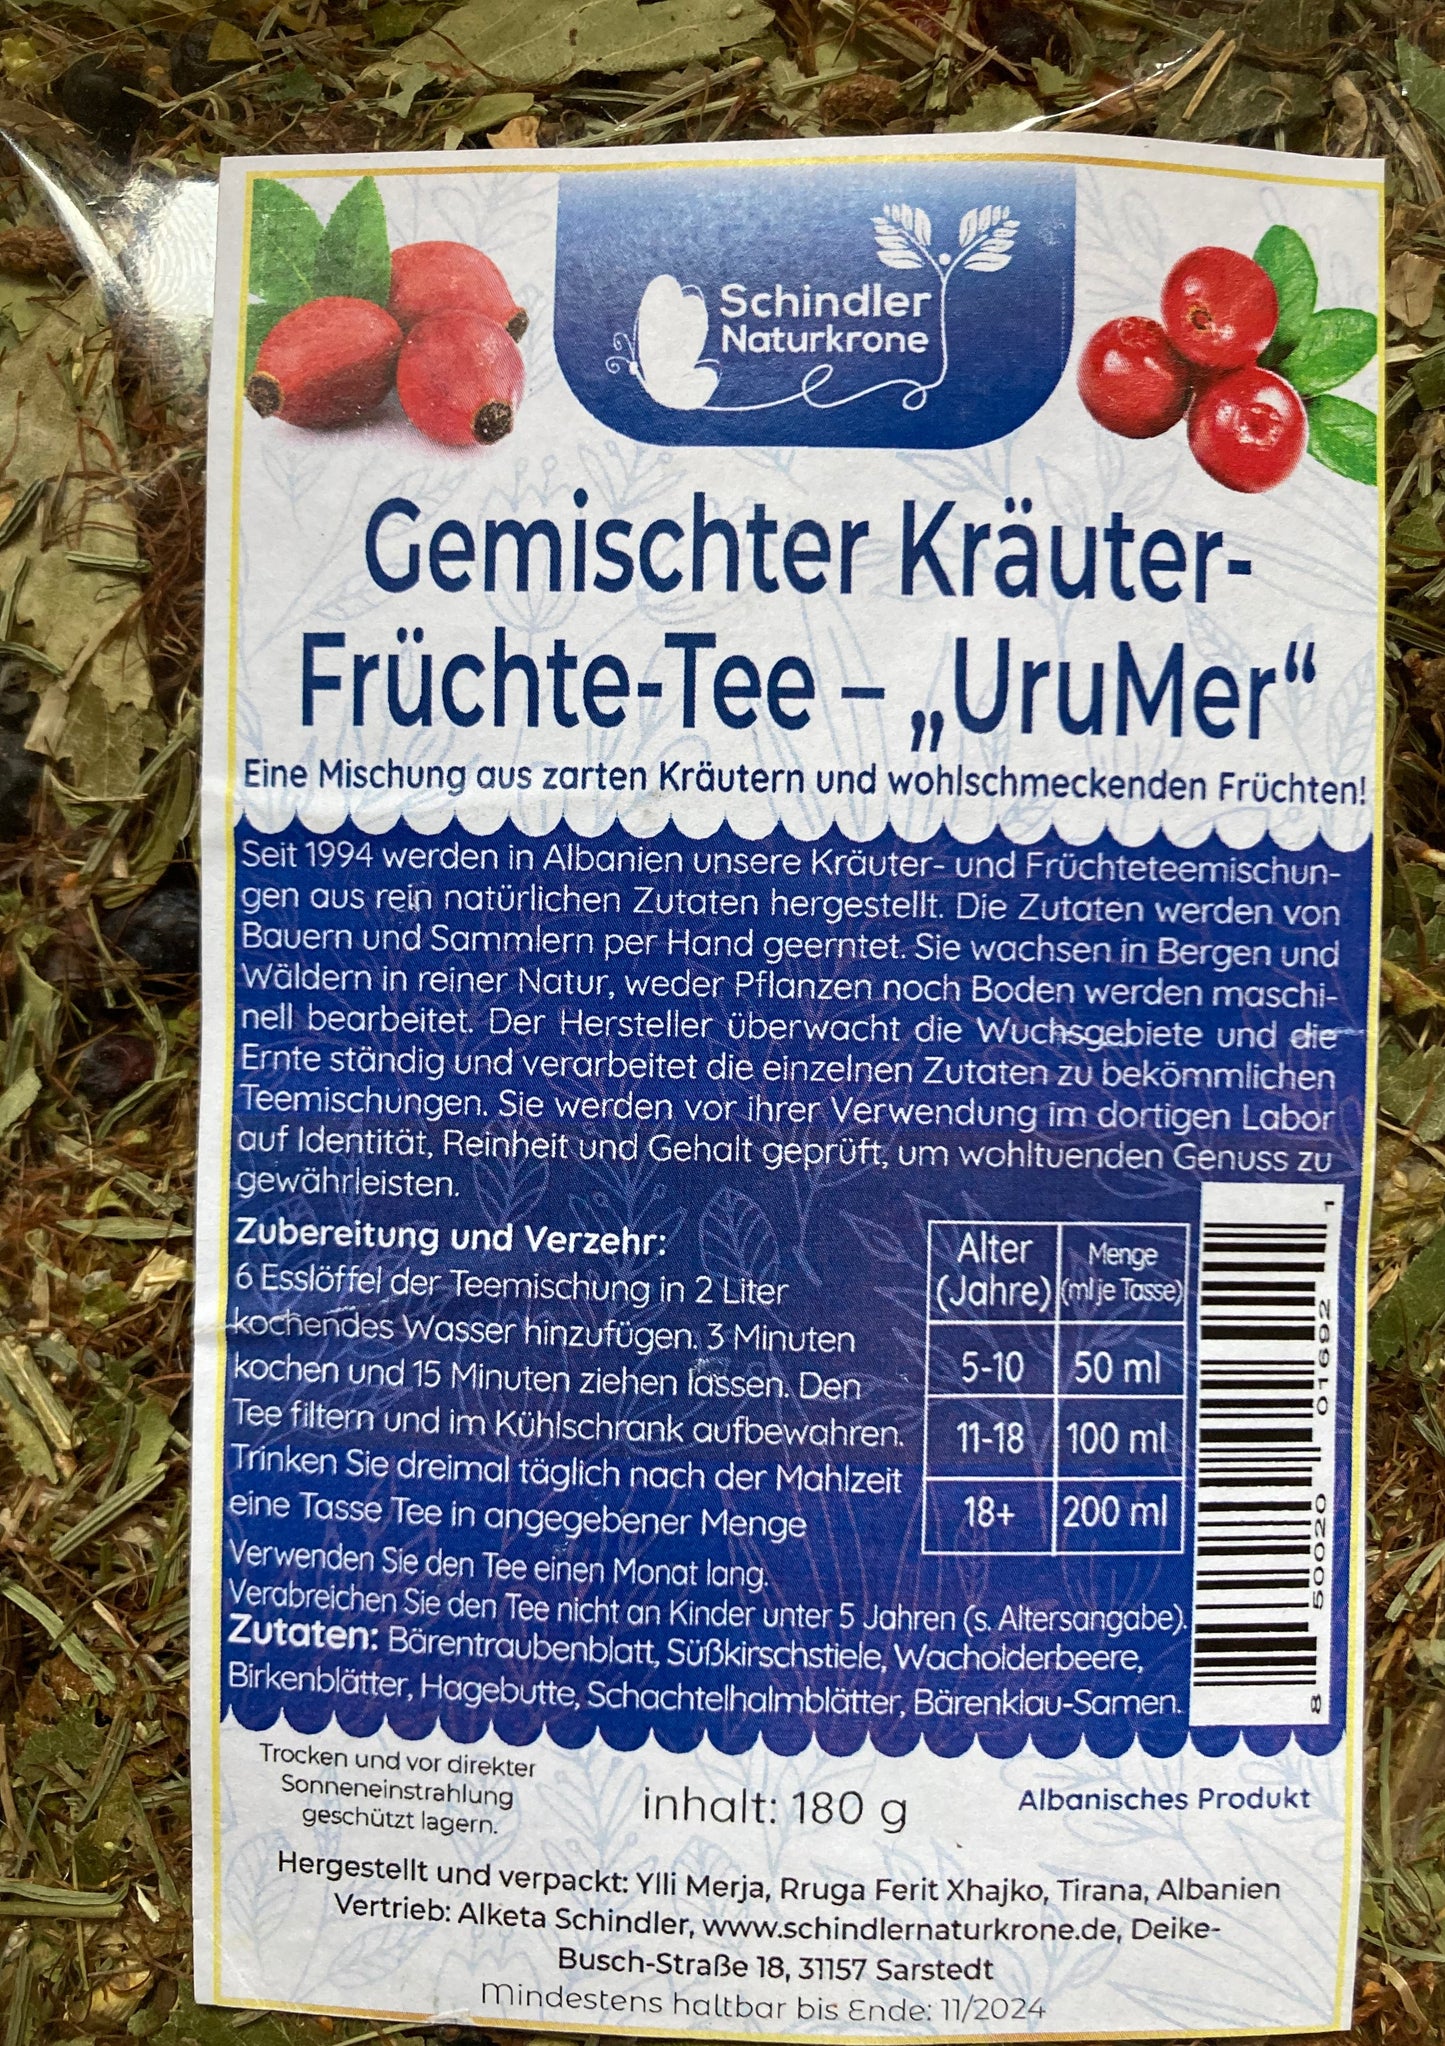 Schindler
Naturkrone
Gemischter Kräuter-
Früchte-Tee – „UruMer“
Eine Mischung aus zarten Kräutern und wohlschmeckenden Früchten!
Seit 1994 werden in Albanien unsere Kräuter- und Früchteteemischun-
gen aus rein natürlichen Zutaten hergestellt. Die Zutaten werden von
Bauern und Sammlern per Hand geerntet. Sie wachsen in Bergen und
Wäldern in reiner Natur, weder Pflanzen noch Boden werden maschi-
nell bearbeitet. Der Hersteller überwacht die Wuchsgebiete und die
Ernte ständig und verarbeitet die einzelnen Zutaten zu bekömmlichen
Teemischungen. Sie werden vor ihrer Verwendung im dortigen Labor
auf Identität, Reinheit und Gehalt geprüft, um wohltuenden Genuss zu
gewährleisten.
Zubereitung und Verzehr:
6 Esslöffel der Teemischung in 2 Liter
kochendes Wasser hinzufügen. 3 Minuten
kochen und 15 Minuten ziehen lassen. Den
Tee filtern und im Kühlschrank aufbewahren.
Trinken Sie dreimal täglich nach der Mahlzeit
eine Tasse Tee in angegebener Menge
Verwenden Sie den Tee einen Monat lang.
Verabreichen Sie den Tee nicht an Kinder unter 5 Jahren (s. Altersangabe).
Zutaten: Bärentraubenblatt, Süßkirschstiele, Wacholderbeere,
Birkenblätter, Hagebutte, Schachtelhalmblätter, Bärenklau-Samen.
Alter Menge
(Jahre) (ml je Tasse)
5-10 50 ml
11-18 100 ml
18+ 200 ml
8 50020 01692 1
Trocken und vor direkter
Sonneneinstrahlung
geschützt lagern.
inhalt: 180 g
Albanisches Produkt
Hergestellt und verpackt: Ylli Merja, Rruga Ferit Xhajko, Tirana, Albanien
Vertrieb: Alketa Schindler, www.schindlernaturkrone.de, Deike-
Busch-Straße 18, 31157 Sarstedt
Mindestens haltbar bis Ende: 11/2024